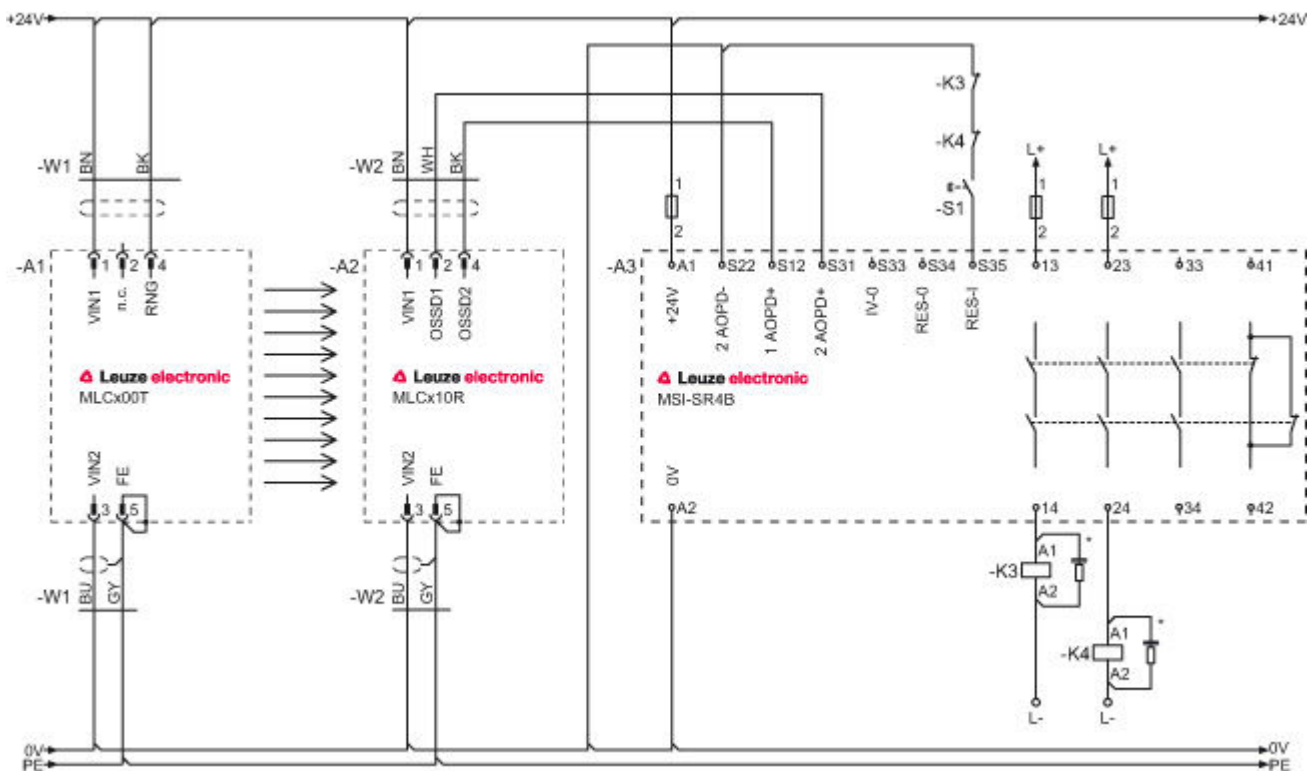 +24V +24V
-K3
-K4
-W1 BN BK -W2 BN WH BK
L+ L+
1 1 1
-S1
2 2 2
-A1 1 2 4 -A2 1 2 4 -A3 A1 S22 S12 S31 S33 S34 S35 13 23 33 41
VIN1 n.c. RNG VIN1 OSSD1 OSSD2 +24V 2 AOPD- 1 AOPD+ 2 AOPD+ IV-0 RES-0 RES-I
Leuze electronic Leuze electronic Leuze electronic
MLCx00T MLCx10R MSI-SR4B
VIN2 FE VIN2 FE 0V
3 5 3 5 A2 14 24 34 42
A1 *
-K3
A2
-W1 BU GY -W2 BU GY
A1 *
-K4
A2
L- L-
0V 0V
PE PE